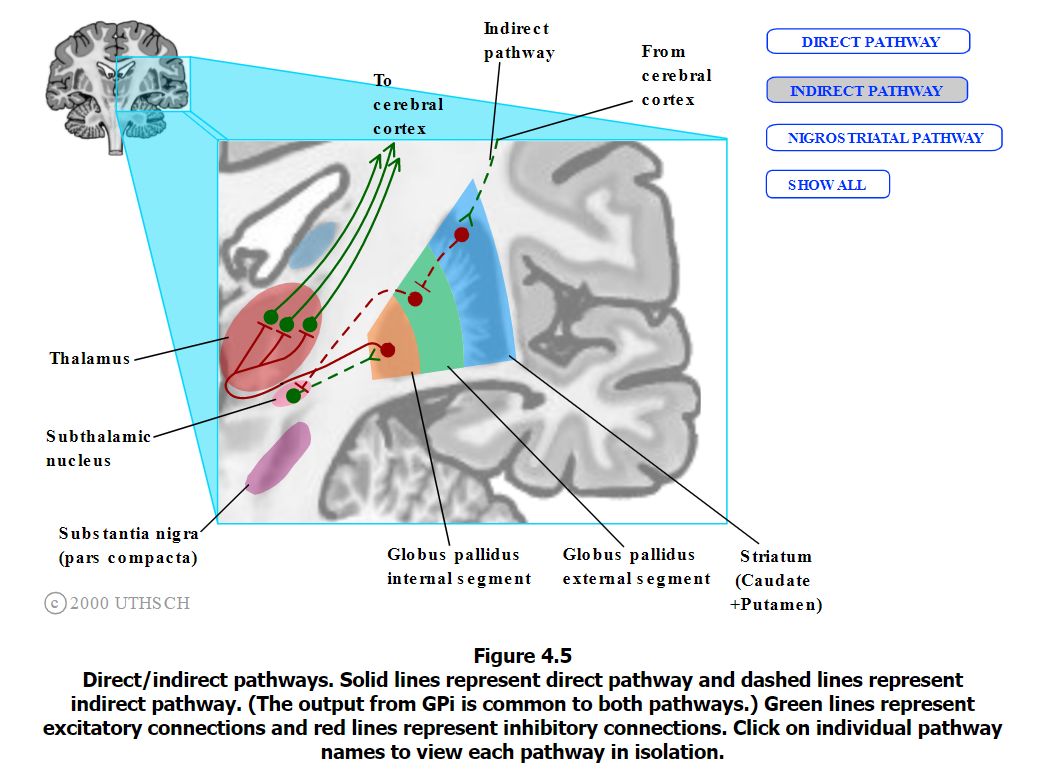 Indirect
pathway
From
cerebral
cortex
To
cerebral
cortex
DIRECT PATHWAY
INDIRECT PATHWAY
NIGROSTRIATAL PATHWAY
SHOW ALL
Thalamus
Subthalamic
nucleus
Substantia nigra
(pars compacta)
Globus pallidus
internal segment
Globus pallidus
external segment
Striatum
(Caudate
+Putamen)
c 2000 UTHSCH
Figure 4.5
Direct/indirect pathways. Solid lines represent direct pathway and dashed lines represent
indirect pathway. (The output from GPi is common to both pathways.) Green lines represent
excitatory connections and red lines represent inhibitory connections. Click on individual pathway
names to view each pathway in isolation.